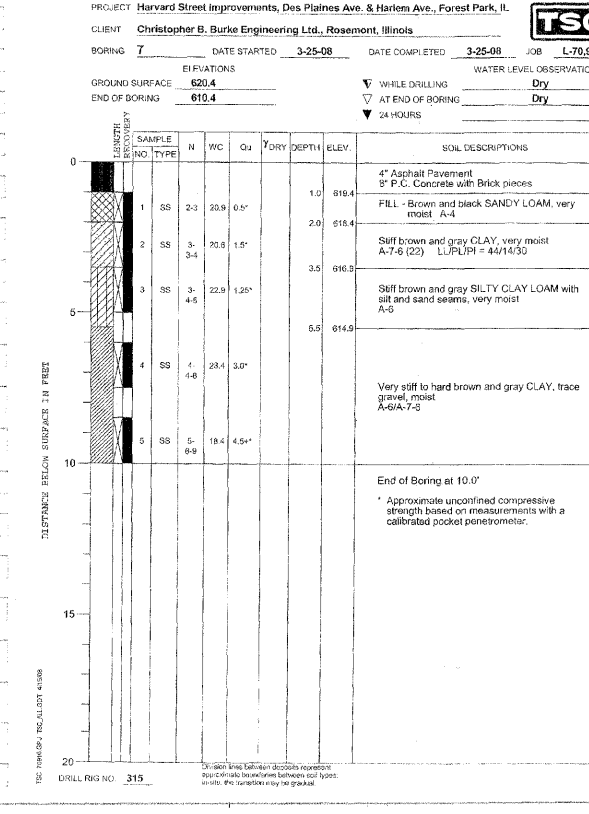 PROJECT Harvard Street Improvements, Des Plaines Ave. & Harlem Ave., Forest Park, IL
TSC
CLIENT Christopher B. Burke Engineering Ltd., Rosemont, Illinois
BORING 7 DATE STARTED 3-25-08 DATE COMPLETED 3-25-08 JOB L-70,9
ELEVATIONS WATER LEVEL OBSERVATIO
GROUND SURFACE 620.4 WHILE DRILLING Dry
END OF BORING 610.4 AT END OF BORING Dry
24 HOURS
LENGTH RECOVERY SAMPLE NO. TYPE N WC Qu γDRY DEPTH ELEV. SOIL DESCRIPTIONS
0
4" Asphalt Pavement
8" P.C. Concrete with Brick pieces
1.0 619.4
1 SS 2-3 20.9 0.5* FILL - Brown and black SANDY LOAM, very
moist A-4
2.0 618.4
2 SS 3- 20.6 1.5* Stiff brown and gray CLAY, very moist
3-4 A-7-6 (22) LL/PL/PI = 44/14/30
3.5 616.9
3 SS 3- 22.9 1.25* Stiff brown and gray SILTY CLAY LOAM with
4-5 silt and sand seams, very moist
A-6
5
5.5 614.9
4 SS 4- 23.4 3.0*
4-6
Very stiff to hard brown and gray CLAY, trace
gravel, moist
A-6/A-7-6
5 SS 5- 18.4 4.5+*
6-9
10
End of Boring at 10.0'
* Approximate unconfined compressive
strength based on measurements with a
calibrated pocket penetrometer.
15
20
DISTANCE BELOW SURFACE IN FEET
TSC_ALL.GDT
DRILL RIG NO. 315
Division lines between deposits represent
approximate boundaries between soil types;
in-situ, the transition may be gradual.